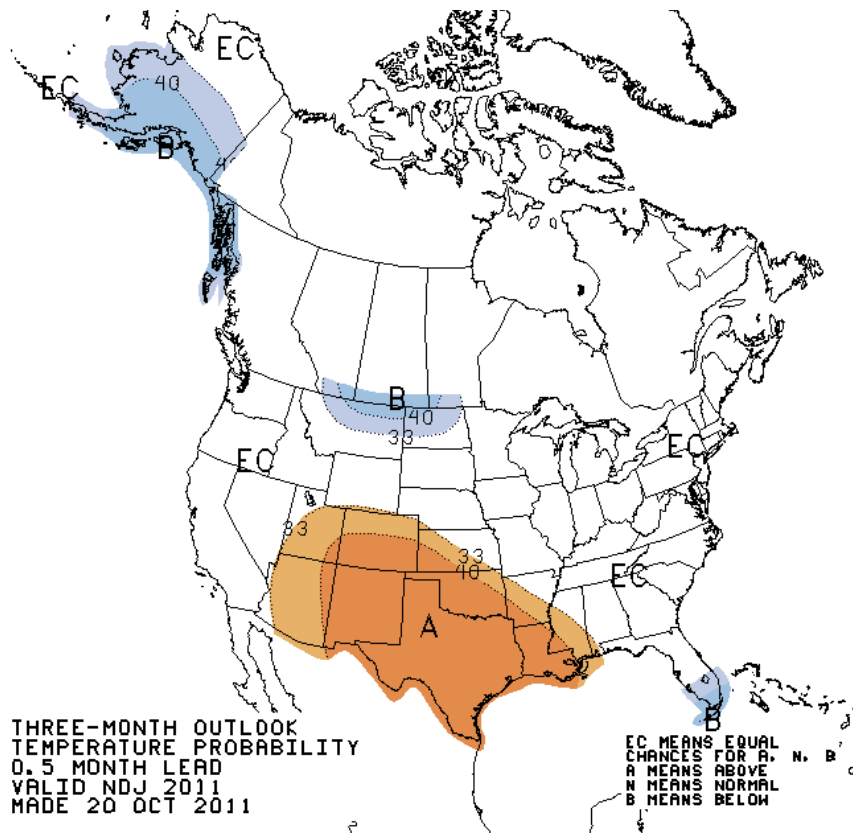 EC
EC
40
B
4
B
40
33
EC
EC
33
33
40
EC
A
B
THREE-MONTH OUTLOOK
TEMPERATURE PROBABILITY
0.5 MONTH LEAD
VALID NDJ 2011
MADE 20 OCT 2011
EC MEANS EQUAL
CHANCES FOR A, N, B
A MEANS ABOVE
N MEANS NORMAL
B MEANS BELOW